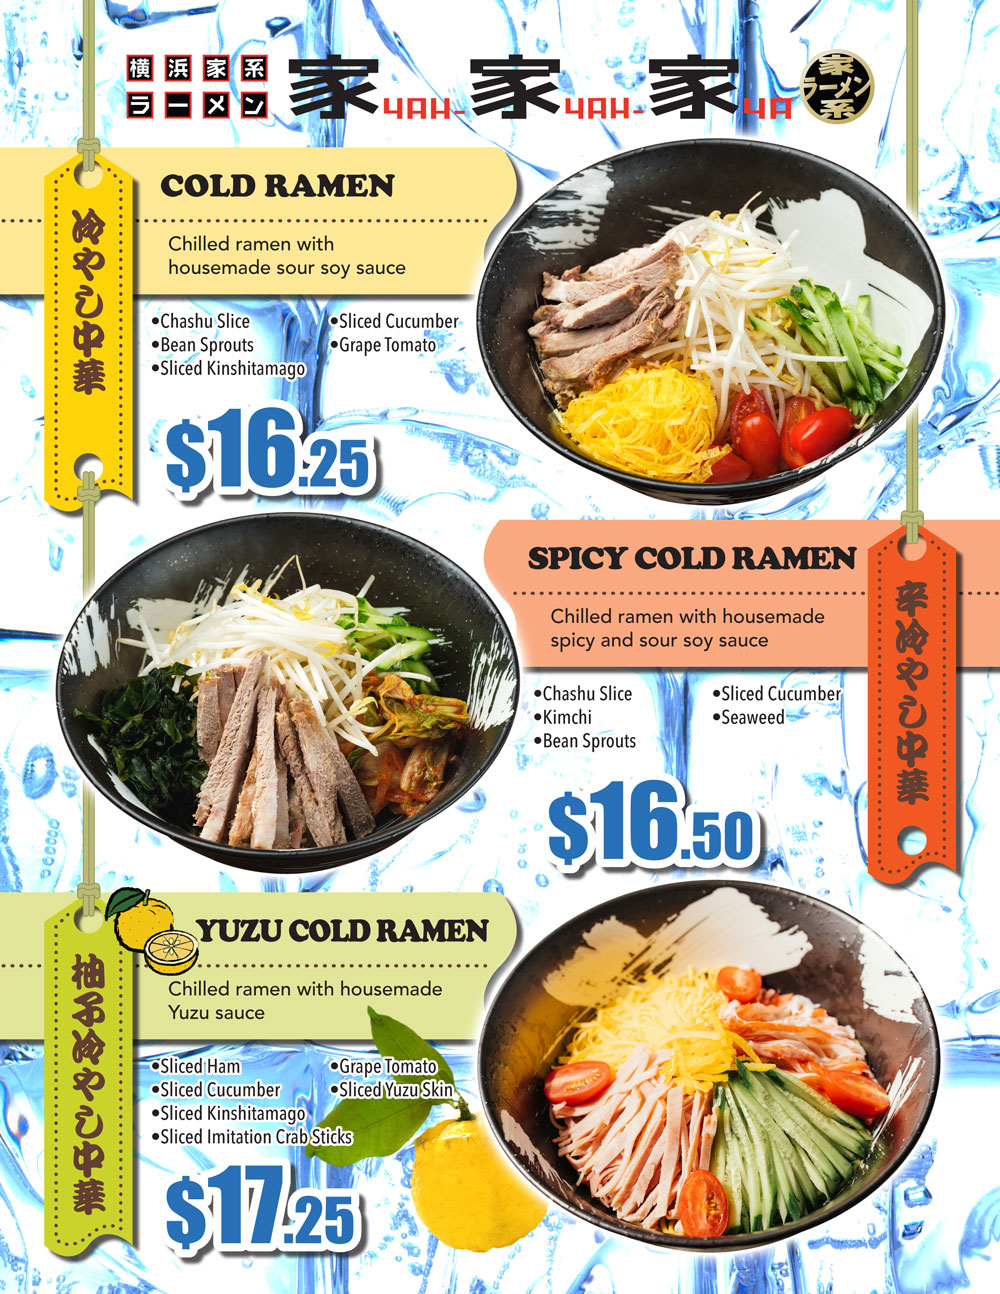 横浜家系
ラーメン
家YAH-家YAH-家YA
家
ラーメン
系
COLD RAMEN
冷やし中華
Chilled ramen with
housemade sour soy sauce
•Chashu Slice
•Bean Sprouts
•Sliced Kinshitamago
•Sliced Cucumber
•Grape Tomato
$16.25
SPICY COLD RAMEN
辛冷やし中華
Chilled ramen with housemade
spicy and sour soy sauce
•Chashu Slice
•Kimchi
•Bean Sprouts
•Sliced Cucumber
•Seaweed
$16.50
YUZU COLD RAMEN
柚子冷やし中華
Chilled ramen with housemade
Yuzu sauce
•Sliced Ham
•Sliced Cucumber
•Sliced Kinshitamago
•Sliced Imitation Crab Sticks
•Grape Tomato
•Sliced Yuzu Skin
$17.25